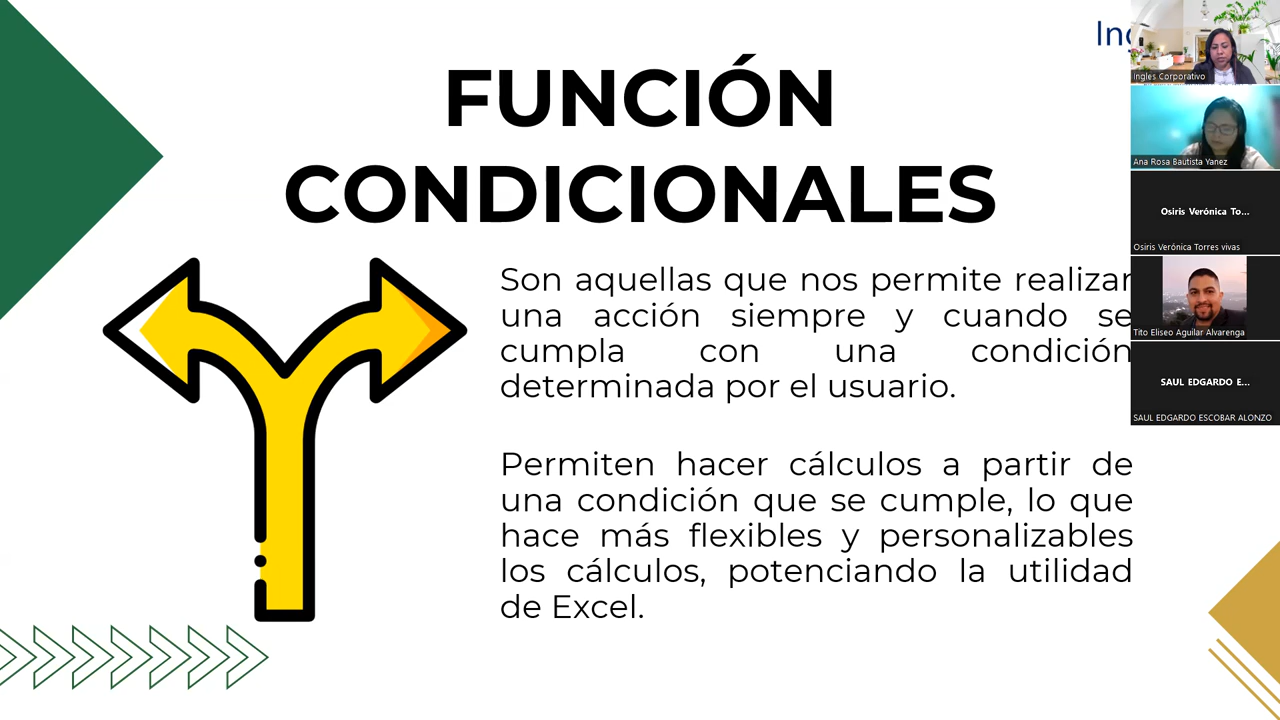 FUNCIÓN
CONDICIONALES
Son aquellas que nos permite realizar
una acción siempre y cuando se
cumpla con una condición
determinada por el usuario.
Permiten hacer cálculos a partir de
una condición que se cumple, lo que
hace más flexibles y personalizables
los cálculos, potenciando la utilidad
de Excel.
Ingles Corporativo
Ana Rosa Bautista Yanez
Osiris Verónica To...
Osiris Verónica Torres vivas
Tito Eliseo Aguilar Alvarenga
SAUL EDGARDO E...
SAUL EDGARDO ESCOBAR ALONZO